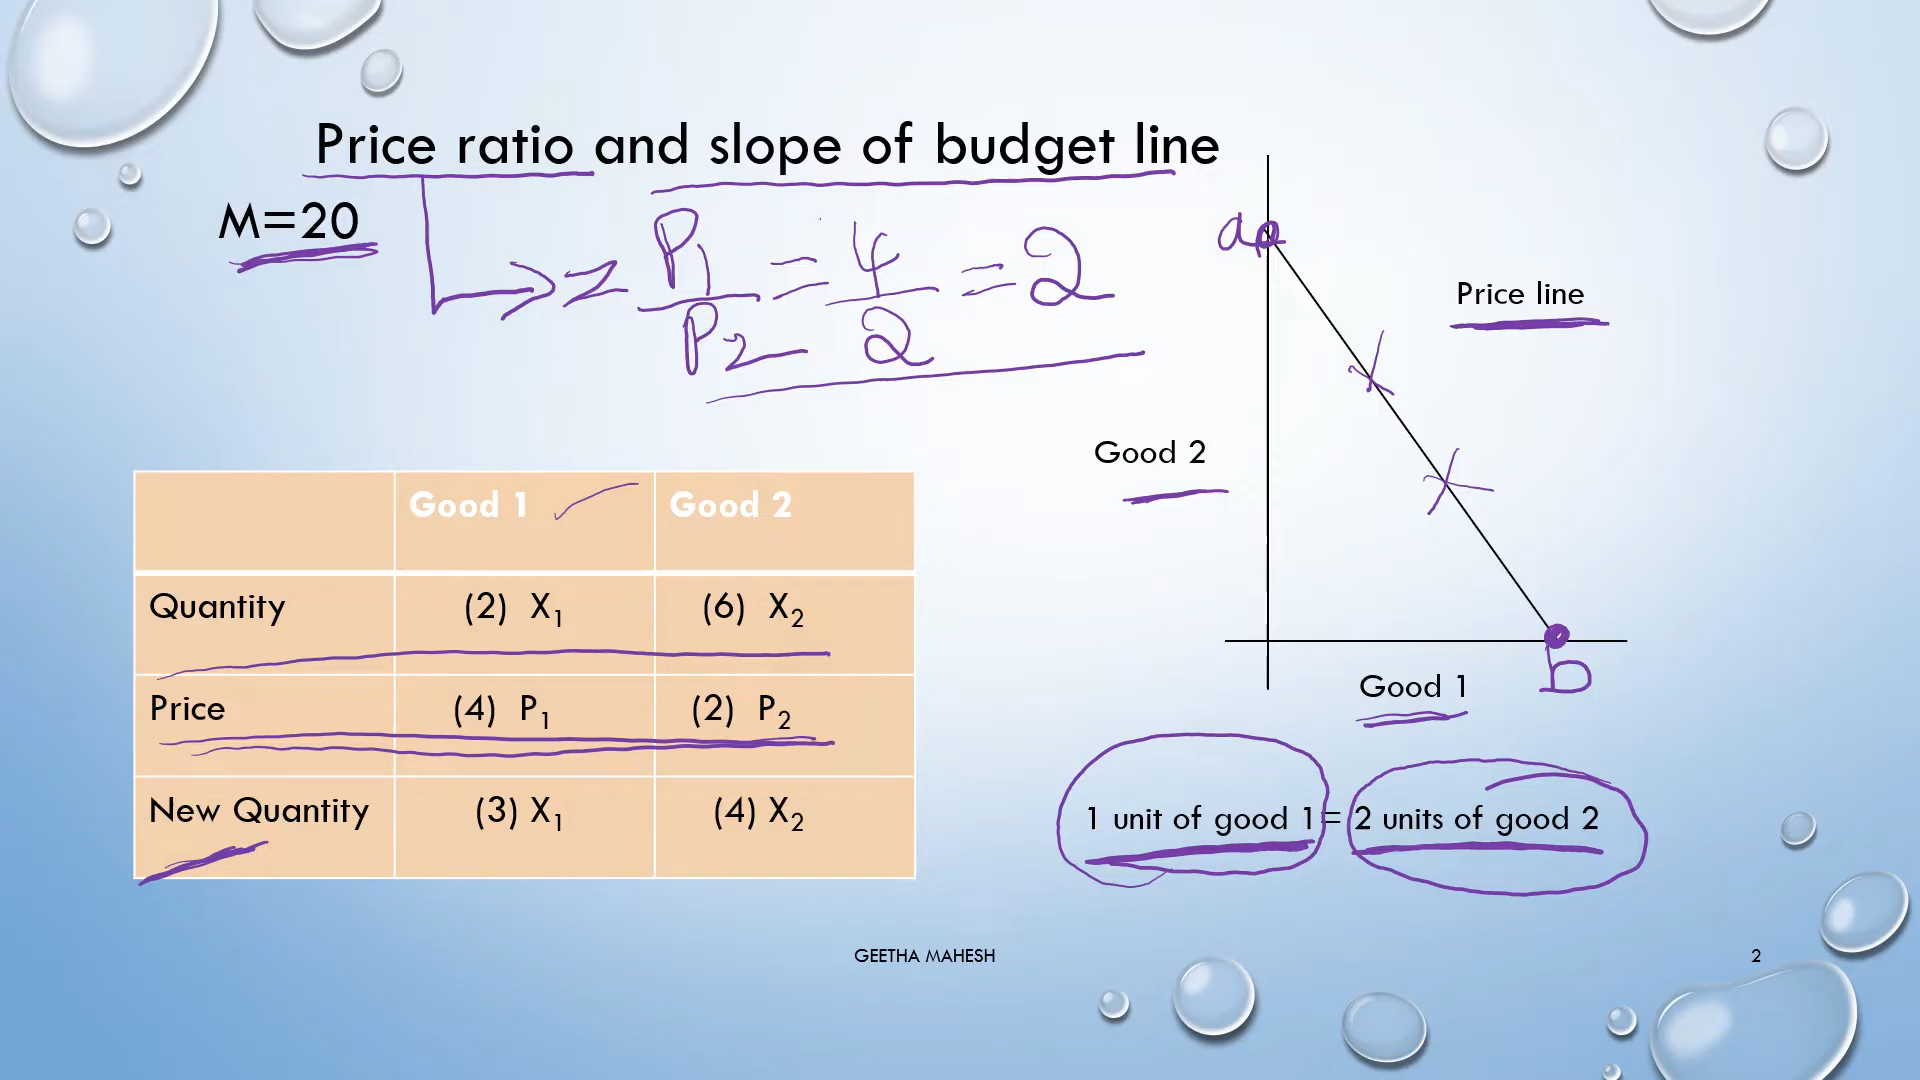 Price ratio and slope of budget line
M=20
P1/P2 = 4/2 = 2
a
Price line
Good 2
Good 1 Good 2
Quantity (2) X₁ (6) X₂
Price (4) P₁ (2) P₂
New Quantity (3) X₁ (4) X₂
b
Good 1
1 unit of good 1= 2 units of good 2
GEETHA MAHESH
2